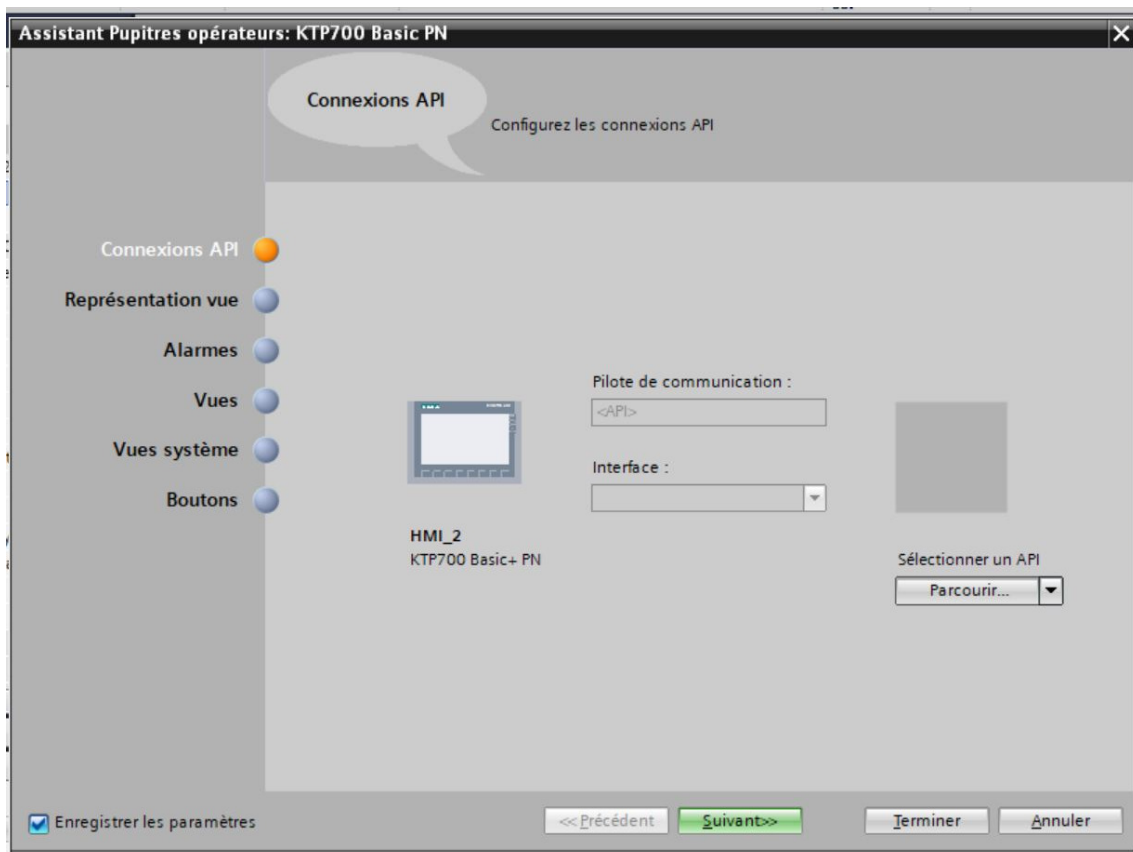 Assistant Pupitres opérateurs: KTP700 Basic PN
Connexions API
Configurez les connexions API
Connexions API
Représentation vue
Alarmes
Vues
Vues système
Boutons
Pilote de communication :
<API>
Interface :
HMI_2
KTP700 Basic+ PN
Sélectionner un API
Parcourir...
Enregistrer les paramètres
<<Précédent
Suivant>>
Terminer
Annuler